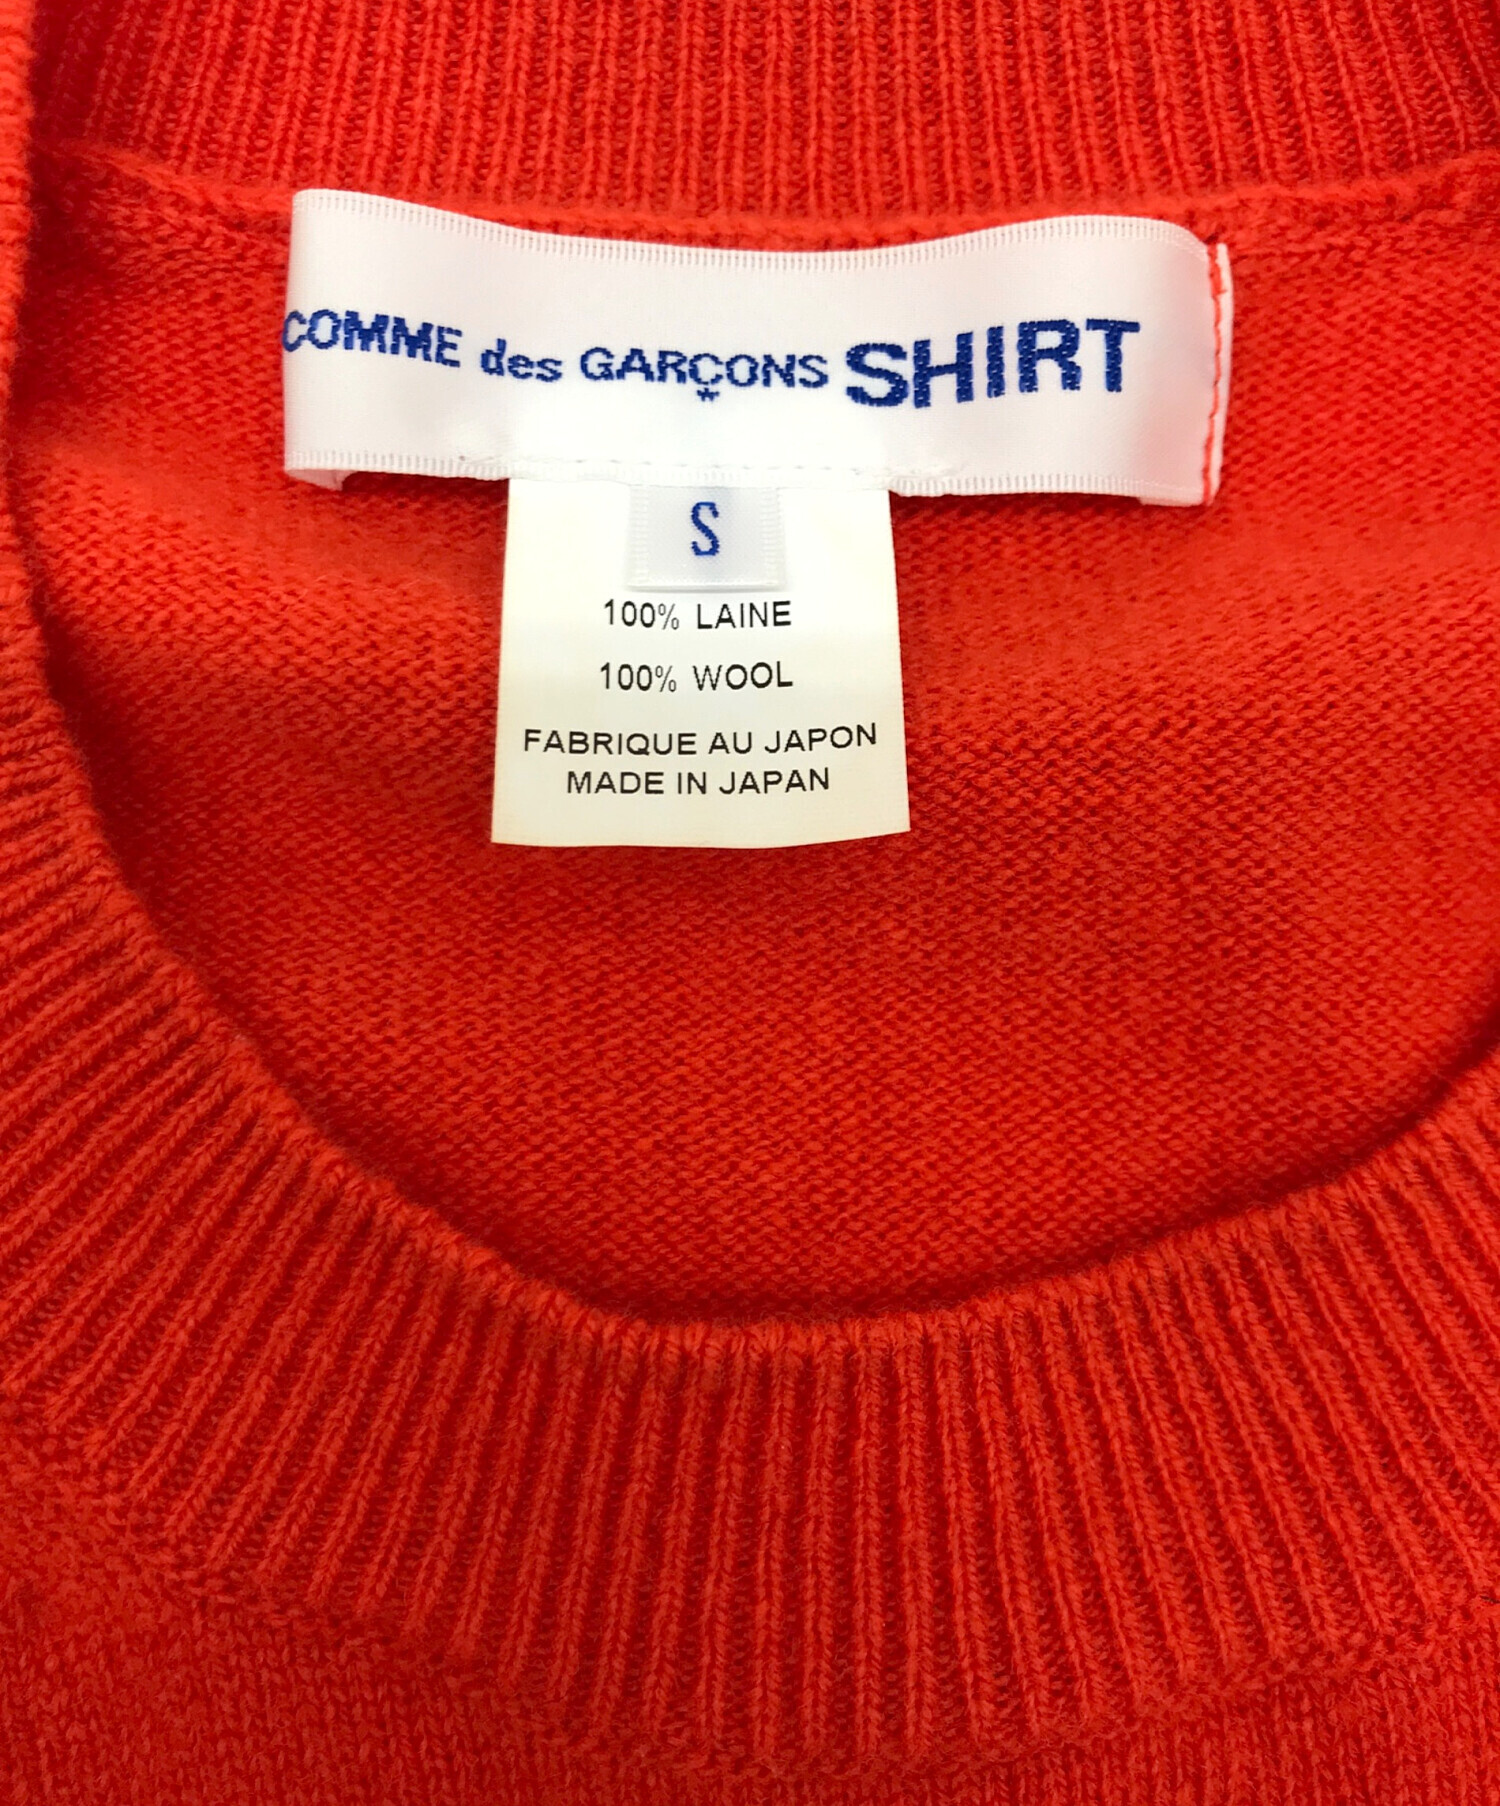 COMME des GARÇONS SHIRT
*
S
100% LAINE
100% WOOL
FABRIQUE AU JAPON
MADE IN JAPAN